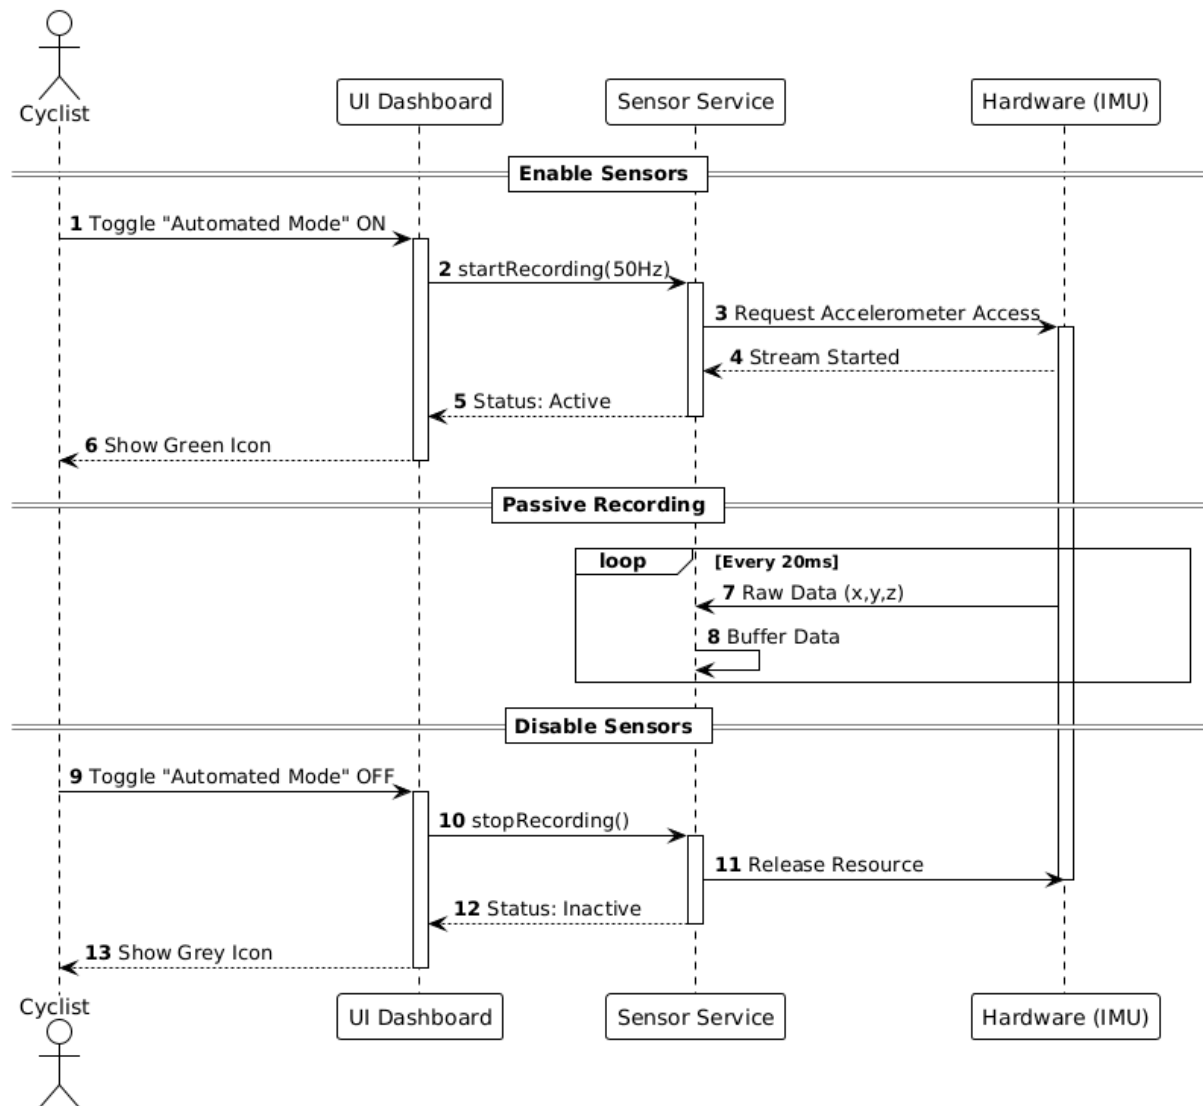 Cyclist
UI Dashboard
Sensor Service
Hardware (IMU)
Enable Sensors
1 Toggle "Automated Mode" ON
2 startRecording(50Hz)
3 Request Accelerometer Access
4 Stream Started
5 Status: Active
6 Show Green Icon
Passive Recording
loop [Every 20ms]
7 Raw Data (x,y,z)
8 Buffer Data
Disable Sensors
9 Toggle "Automated Mode" OFF
10 stopRecording()
11 Release Resource
12 Status: Inactive
13 Show Grey Icon
Cyclist
UI Dashboard
Sensor Service
Hardware (IMU)